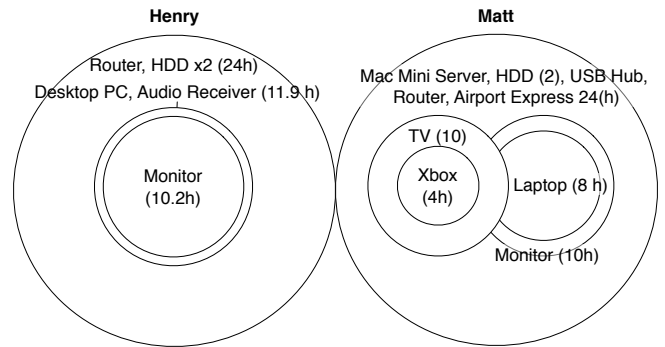 Henry
Router, HDD x2 (24h)
Desktop PC, Audio Receiver (11.9 h)
Monitor
(10.2h)
Matt
Mac Mini Server, HDD (2), USB Hub,
Router, Airport Express 24(h)
TV (10)
Xbox
(4h)
Laptop (8 h)
Monitor (10h)